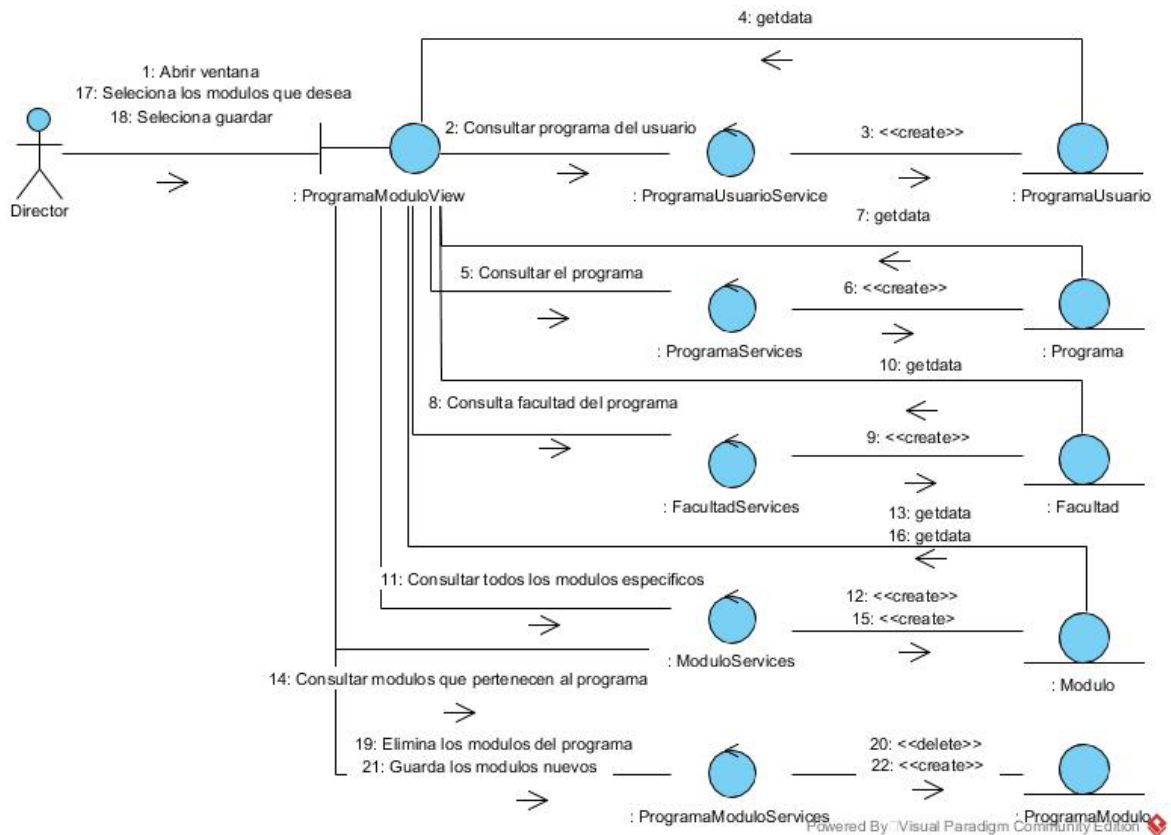 4: getdata
1: Abrir ventana
17: Seleciona los modulos que desea
18: Seleciona guardar
2: Consultar programa del usuario
3: <<create>>
Director
: ProgramaModuloView
: ProgramaUsuarioService
: ProgramaUsuario
7: getdata
5: Consultar el programa
6: <<create>>
: ProgramaServices
: Programa
10: getdata
8: Consulta facultad del programa
9: <<create>>
: FacultadServices
: Facultad
13: getdata
16: getdata
11: Consultar todos los modulos especificos
12: <<create>>
15: <<create>
: ModuloServices
: Modulo
14: Consultar modulos que pertenecen al programa
19: Elimina los modulos del programa
21: Guarda los modulos nuevos
20: <<delete>>
22: <<create>>
: ProgramaModuloServices
: ProgramaModulo
Powered By Visual Paradigm Community Edition